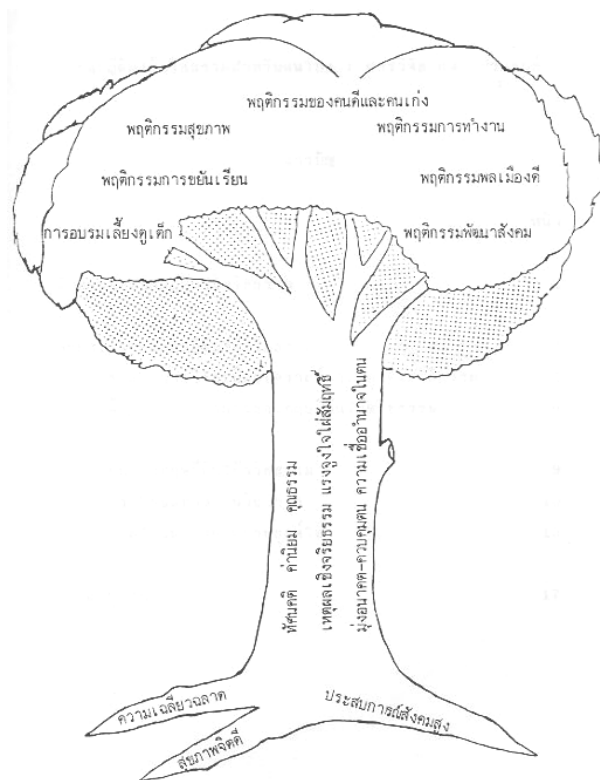 พฤติกรรมของคนดีและคนเก่ง
พฤติกรรมสุขภาพ
พฤติกรรมการทำงาน
พฤติกรรมการขยันเรียน
พฤติกรรมพลเมืองดี
การอบรมเลี้ยงดูเด็ก
พฤติกรรมพัฒนาสังคม
ทัศนคติ ค่านิยม คุณธรรม
เหตุผลเชิงจริยธรรม แรงจูงใจใฝ่สัมฤทธิ์
มุ่งอนาคต-ควบคุมตน ความเชื่ออำนาจในตน
ความเฉลียวฉลาด
ประสบการณ์สังคมสูง
สุขภาพจิตดี